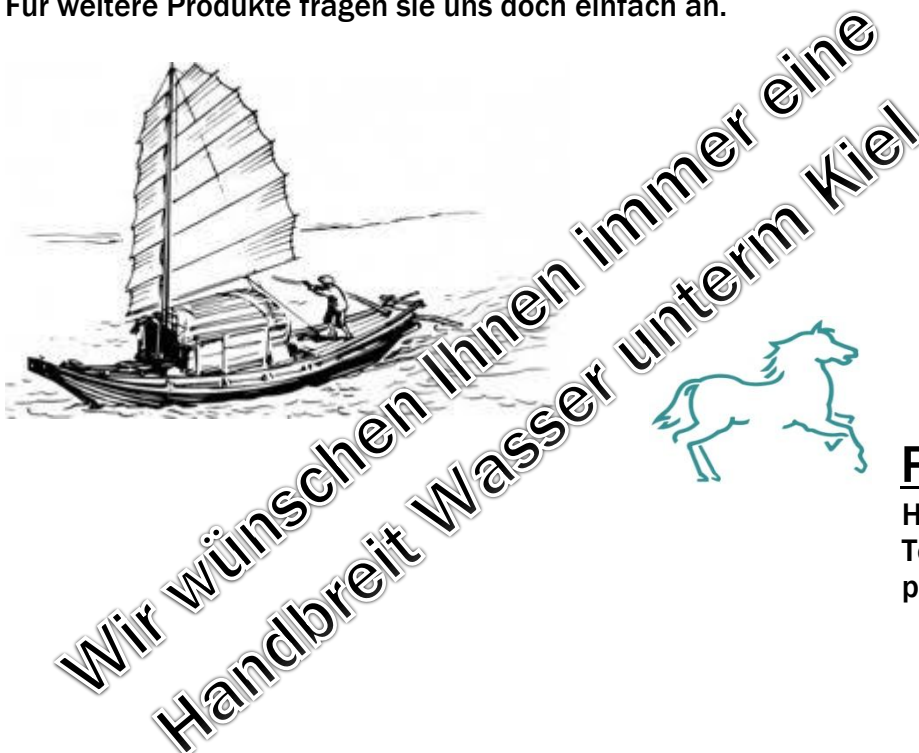 Für weitere Produkte fragen sie uns doch einfach an.
Wir wünschen Ihnen immer eine
Handbreit Wasser unterm Kiel